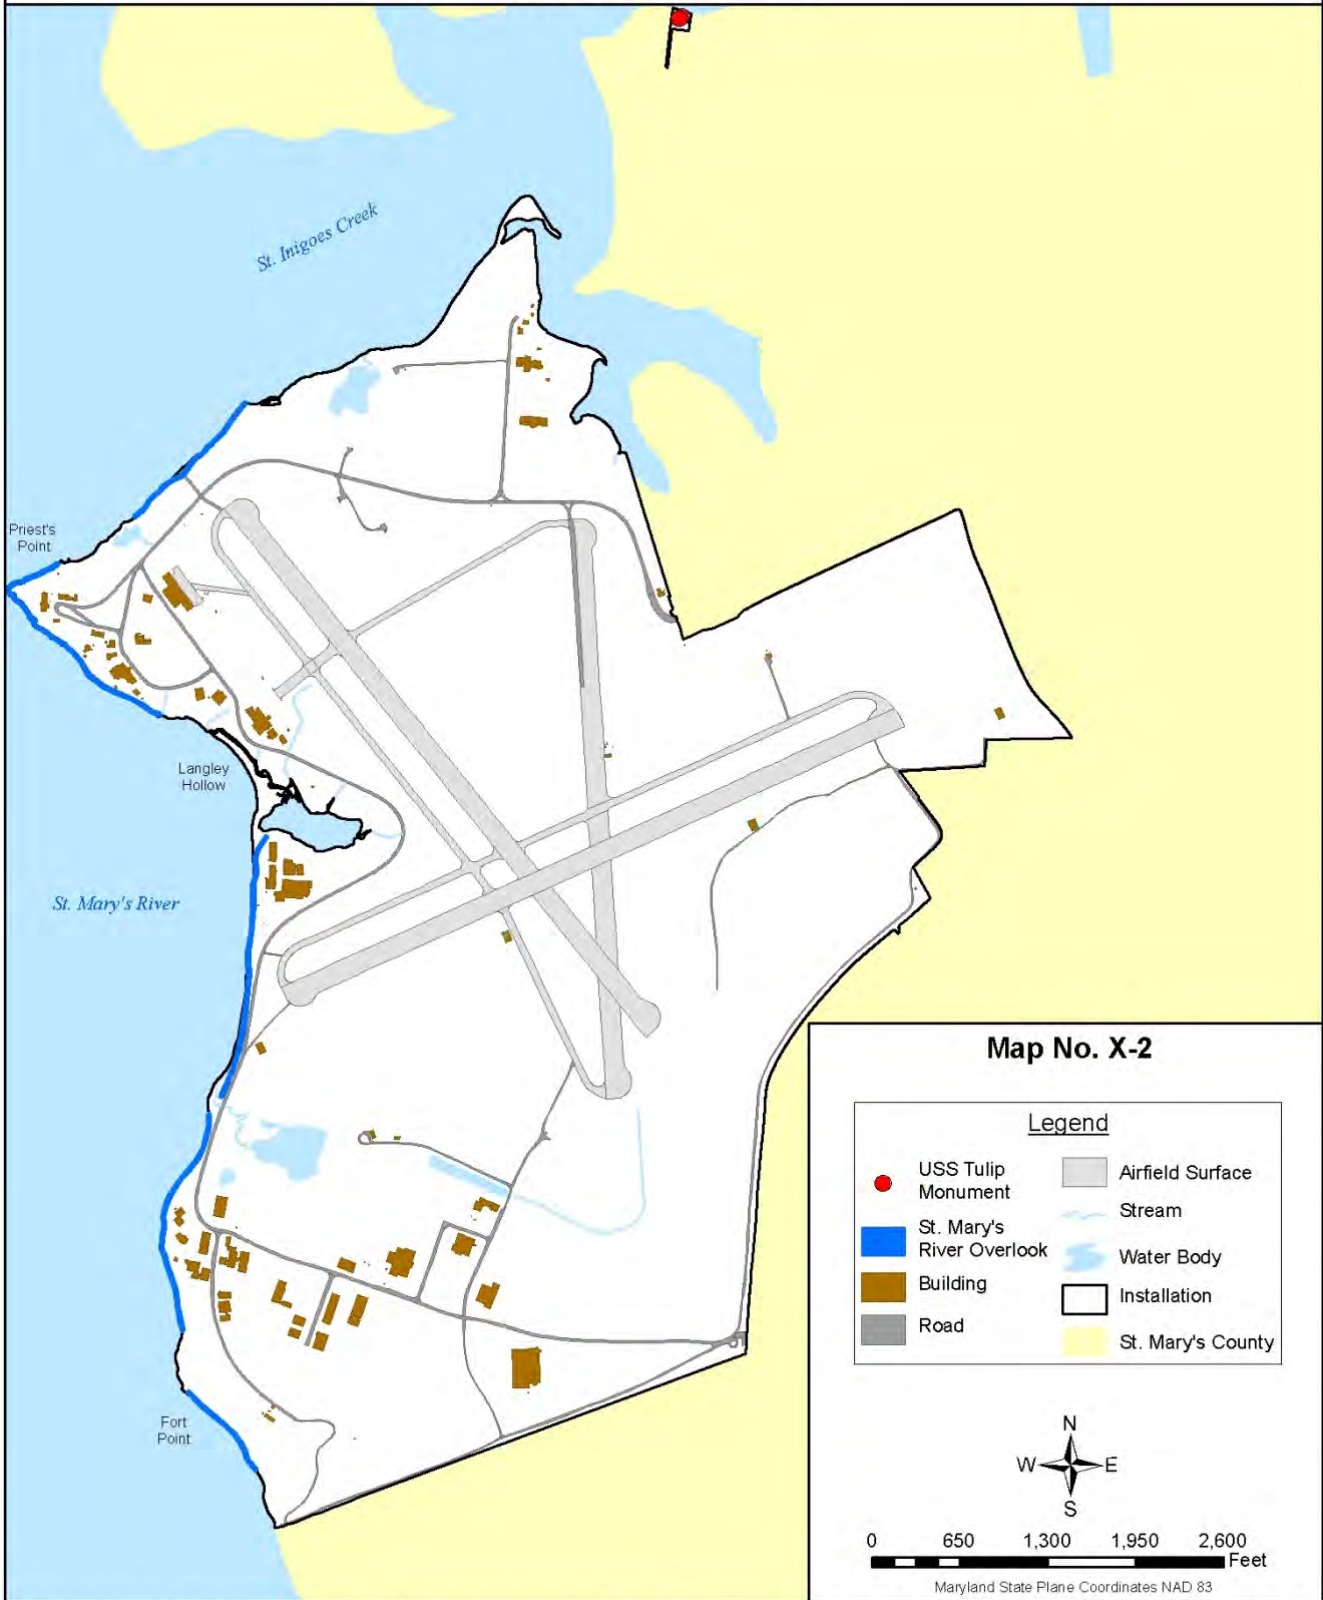 St. Inigoes Creek
Priest's
Point
Langley
Hollow
St. Mary's River
Fort
Point
Map No. X-2
Legend
USS Tulip
Monument
St. Mary's
River Overlook
Building
Road
Airfield Surface
Stream
Water Body
Installation
St. Mary's County
N
W
E
S
0 650 1,300 1,950 2,600
Feet
Maryland State Plane Coordinates NAD 83